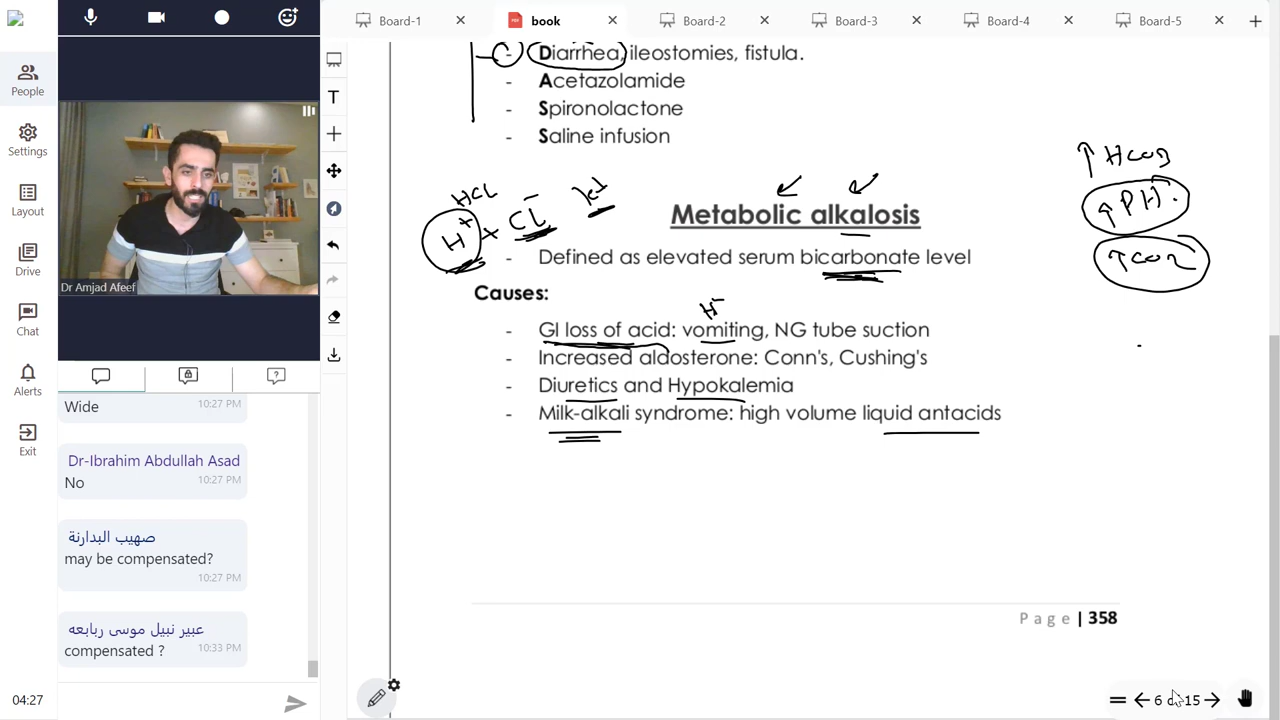 Board-1
book
Board-2
Board-3
Board-4
Board-5
People
Settings
Layout
Drive
Chat
Alerts
Exit
04:27
Dr Amjad Afeef
Wide
10:27 PM
Dr-Ibrahim Abdullah Asad
No
10:27 PM
صهيب البدارنة
may be compensated?
10:27 PM
عبير نبيل موسى ربابعه
compensated ?
10:33 PM
- Diarrhea, ileostomies, fistula.
- Acetazolamide
- Spironolactone
- Saline infusion
HCL
H+ + Cl-
K+
Metabolic alkalosis
- Defined as elevated serum bicarbonate level
Causes:
- GI loss of acid: vomiting, NG tube suction
- Increased aldosterone: Conn's, Cushing's
- Diuretics and Hypokalemia
- Milk-alkali syndrome: high volume liquid antacids
↑ HCO3
↑ PH.
↑ CO2
Page | 358
6 de 15